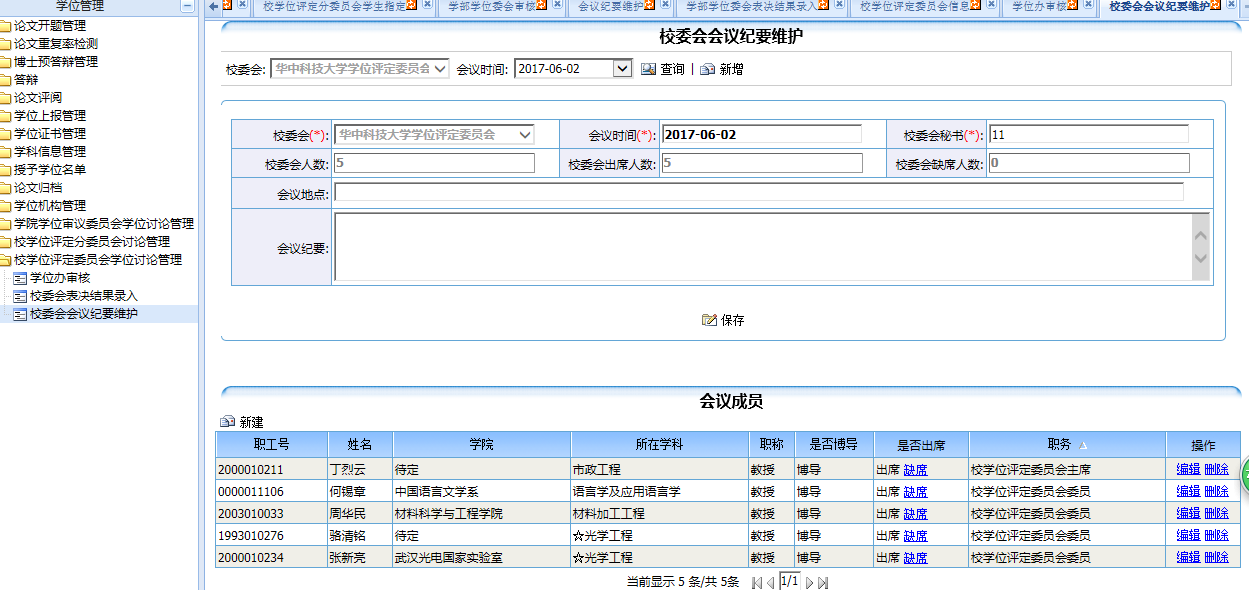 学位管理
校学位评定分委员会学生指定
学部学位委会审核
会议纪要维护
学部学位委会表决结果录入
校学位评定委员会信息
学位办审核
校委会会议纪要维护
论文开题管理
论文重复率检测
博士预答辩管理
答辩
论文评阅
学位上报管理
学位证书管理
学科信息管理
授予学位名单
论文归档
学位机构管理
学院学位审议委员会学位讨论管理
校学位评定分委员会讨论管理
校学位评定委员会学位讨论管理
学位办审核
校委会表决结果录入
校委会会议纪要维护
校委会会议纪要维护
校委会: 华中科技大学学位评定委员会 会议时间: 2017-06-02 查询 | 新增
校委会(*): 华中科技大学学位评定委员会 会议时间(*): 2017-06-02 校委会秘书(*): 11
校委会人数: 5 校委会出席人数: 5 校委会缺席人数: 0
会议地点:
会议纪要:
保存
会议成员
新建
职工号 姓名 学院 所在学科 职称 是否博导 是否出席 职务 操作
2000010211 丁烈云 待定 市政工程 教授 博导 出席 缺席 校学位评定委员会主席 编辑 删除
0000011106 何锡章 中国语言文学系 语言学及应用语言学 教授 博导 出席 缺席 校学位评定委员会委员 编辑 删除
2003010033 周华民 材料科学与工程学院 材料加工工程 教授 博导 出席 缺席 校学位评定委员会委员 编辑 删除
1993010276 骆清铭 待定 ☆光学工程 教授 博导 出席 缺席 校学位评定委员会委员 编辑 删除
2000010234 张新亮 武汉光电国家实验室 ☆光学工程 教授 博导 出席 缺席 校学位评定委员会委员 编辑 删除
当前显示 5 条/共 5条 1/1